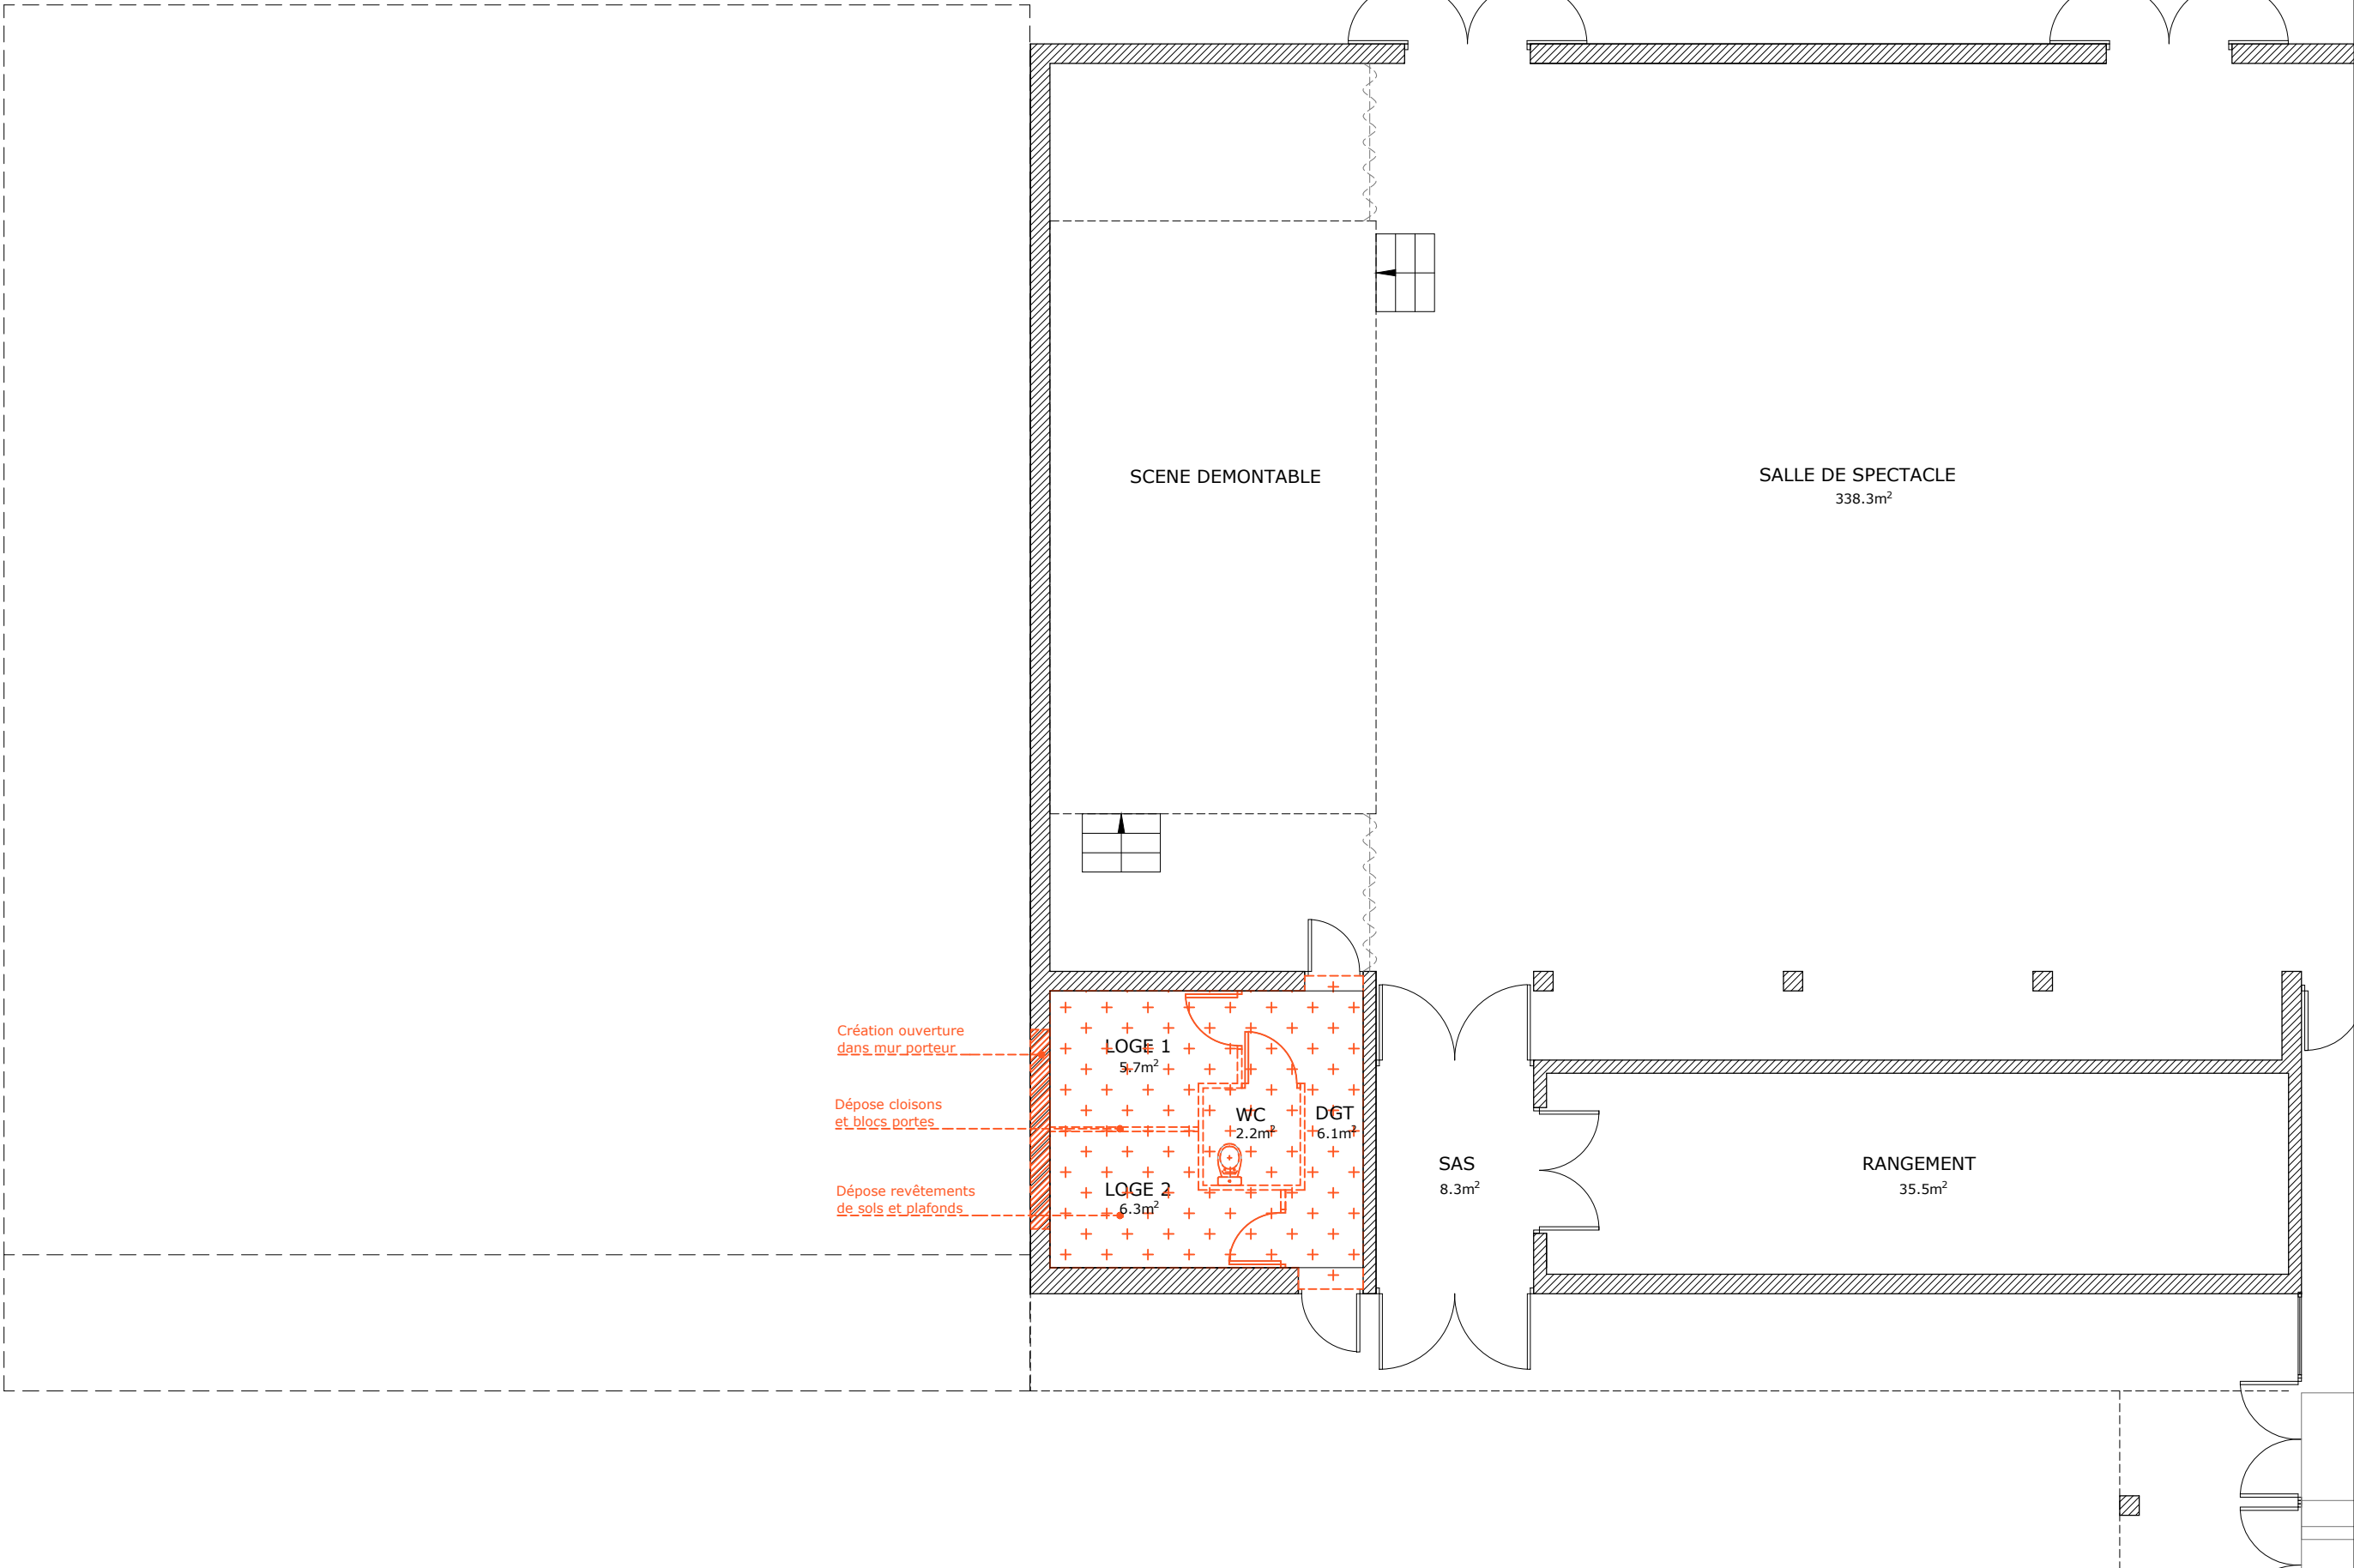 SCENE DEMONTABLE
SALLE DE SPECTACLE
338.3m²
Création ouverture
dans mur porteur
Dépose cloisons
et blocs portes
Dépose revêtements
de sols et plafonds
LOGE 1
5.7m²
WC
2.2m²
DGT
6.1m²
LOGE 2
6.3m²
SAS
8.3m²
RANGEMENT
35.5m²